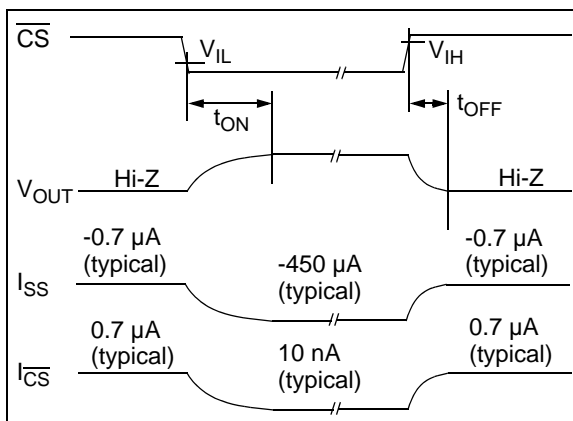 CS
VIL
VIH
tON
tOFF
VOUT
Hi-Z
Hi-Z
-0.7 µA
(typical)
-450 µA
(typical)
-0.7 µA
(typical)
ISS
0.7 µA
(typical)
10 nA
(typical)
0.7 µA
(typical)
ICS